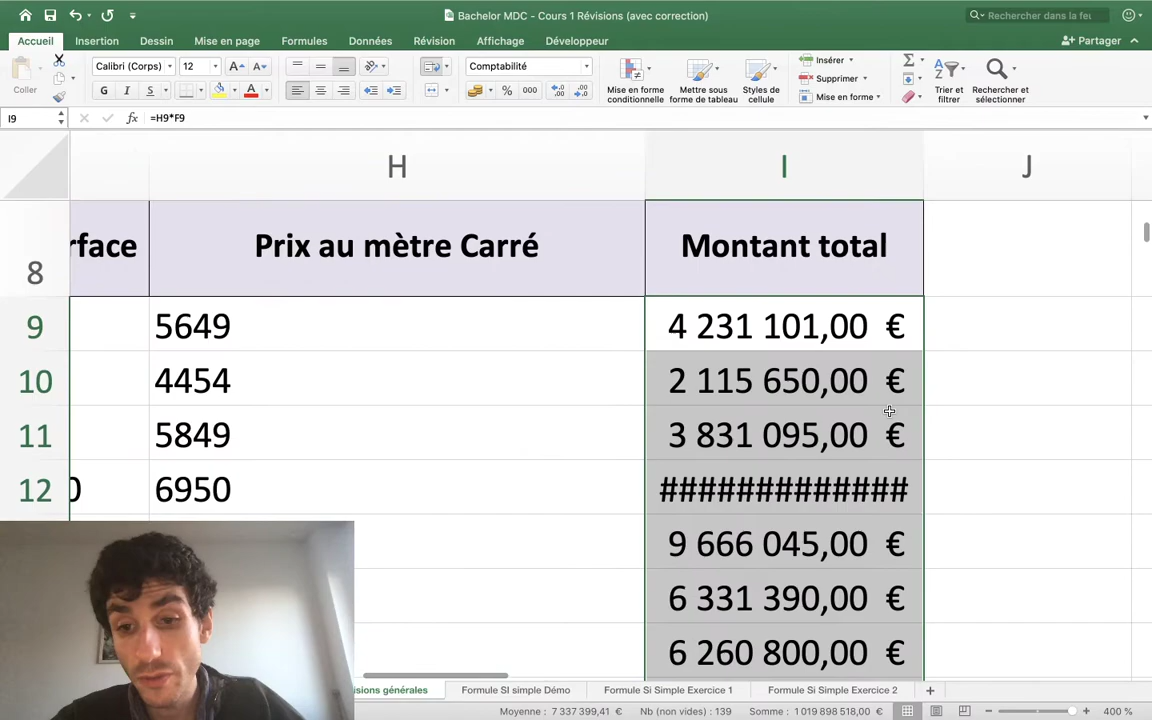 Bachelor MDC - Cours 1 Révisions (avec correction)
Rechercher dans la feu
Accueil Insertion Dessin Mise en page Formules Données Révision Affichage Développeur
Partager
Coller
Calibri (Corps) 12
G I S
Comptabilité
% 000
Mise en forme conditionnelle
Mettre sous forme de tableau
Styles de cellule
Insérer
Supprimer
Mise en forme
Trier et filtrer
Rechercher et sélectionner
I9 fx =H9*F9
H I J
8 rface Prix au mètre Carré Montant total
9 5649 4 231 101,00 €
10 4454 2 115 650,00 €
11 5849 3 831 095,00 €
12 0 6950 #############
9 666 045,00 €
6 331 390,00 €
6 260 800,00 €
isions générales Formule SI simple Démo Formule Si Simple Exercice 1 Formule Si Simple Exercice 2
Moyenne : 7 337 399,41 € Nb (non vides) : 139 Somme : 1 019 898 518,00 € 400 %